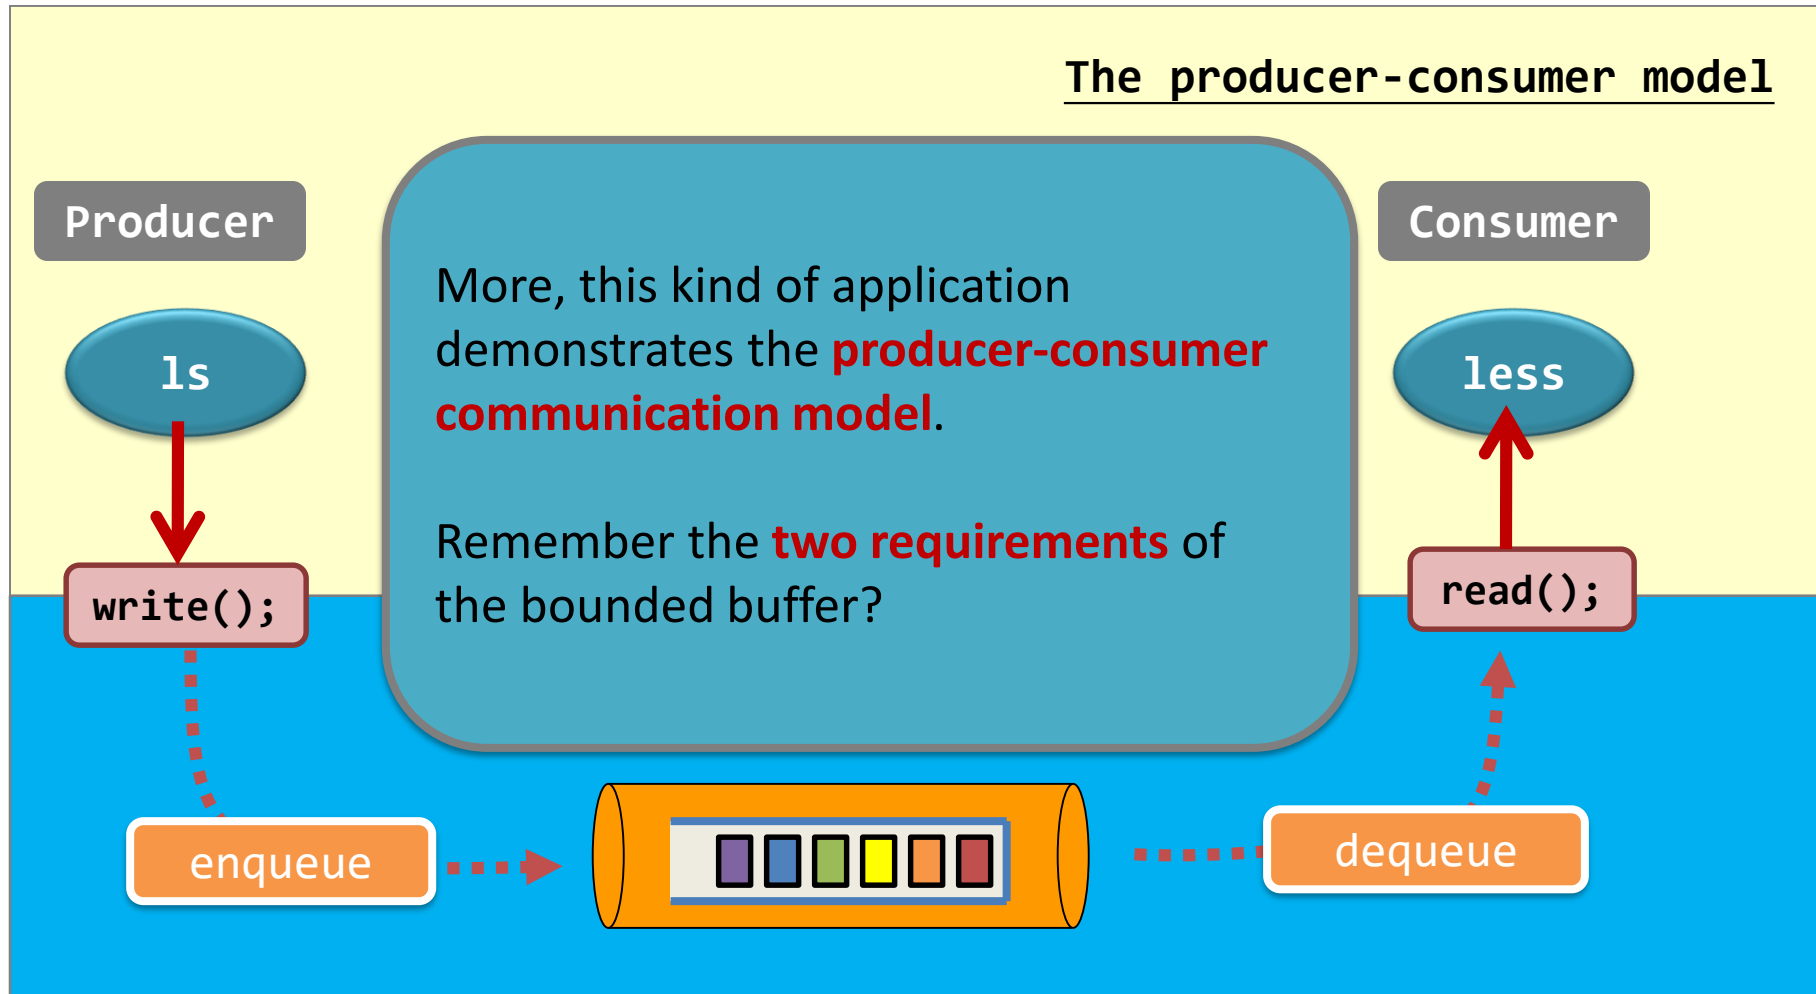 The producer-consumer model
Producer
Consumer
ls
less
More, this kind of application
demonstrates the producer-consumer
communication model.
Remember the two requirements of
the bounded buffer?
write();
read();
enqueue
dequeue